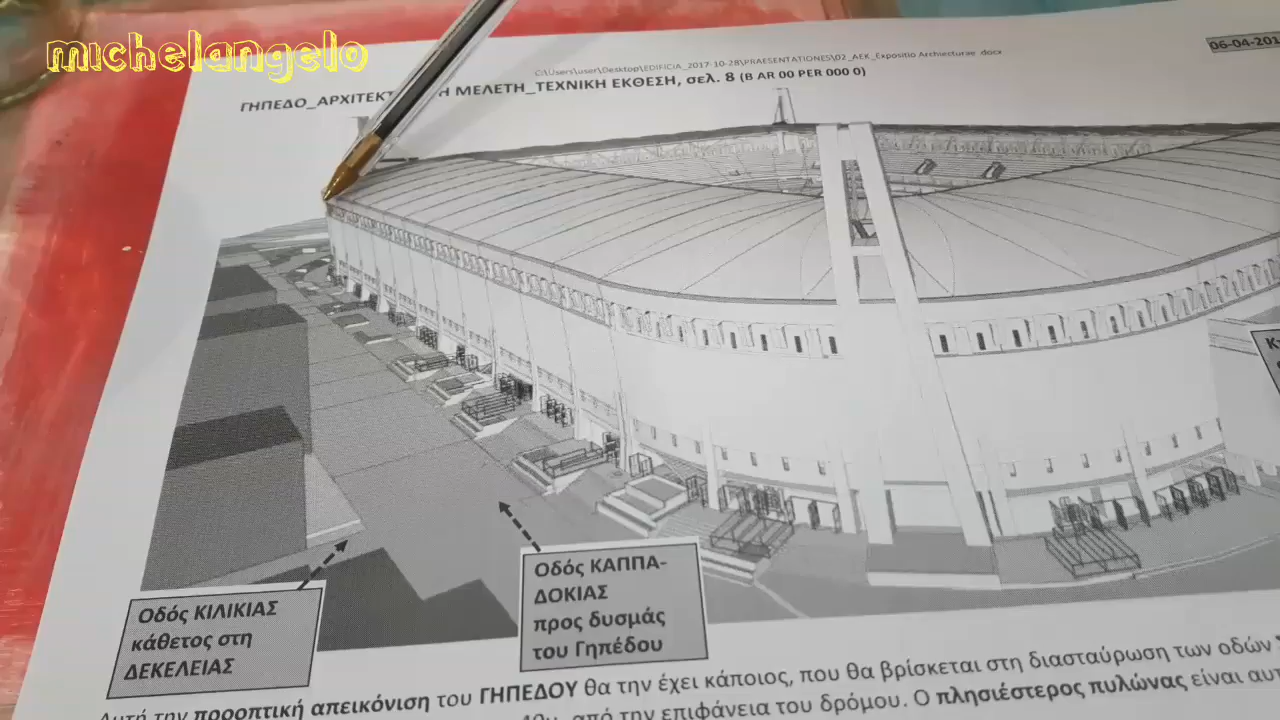 michelangelo
06-04-201
C:\Users\user\Desktop\EDIFICIA_2017-10-28\PRAESENTATIONES\02_AEK_Expositio Archiecturae .docx
ΓΗΠΕΔΟ_ΑΡΧΙΤΕΚΤ Η ΜΕΛΕΤΗ_ΤΕΧΝΙΚΗ ΕΚΘΕΣΗ, σελ. 8 (B AR 00 PER 000 0)
Οδός ΚΑΠΠΑ-
ΔΟΚΙΑΣ
προς δυσμάς
του Γηπέδου
Οδός ΚΙΛΙΚΙΑΣ
κάθετος στη
ΔΕΚΕΛΕΙΑΣ
Αυτή την προοπτική απεικόνιση του ΓΗΠΕΔΟΥ θα την έχει κάποιος, που θα βρίσκεται στη διασταύρωση των οδών
από την επιφάνεια του δρόμου. Ο πλησιέστερος πυλώνας είναι αυτ